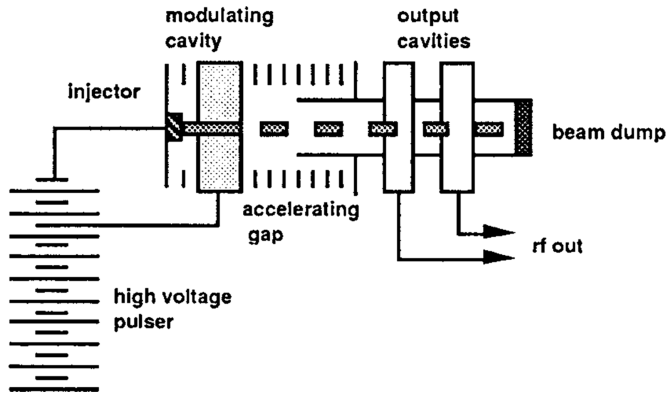 modulating
cavity
output
cavities
injector
beam dump
accelerating
gap
rf out
high voltage
pulser